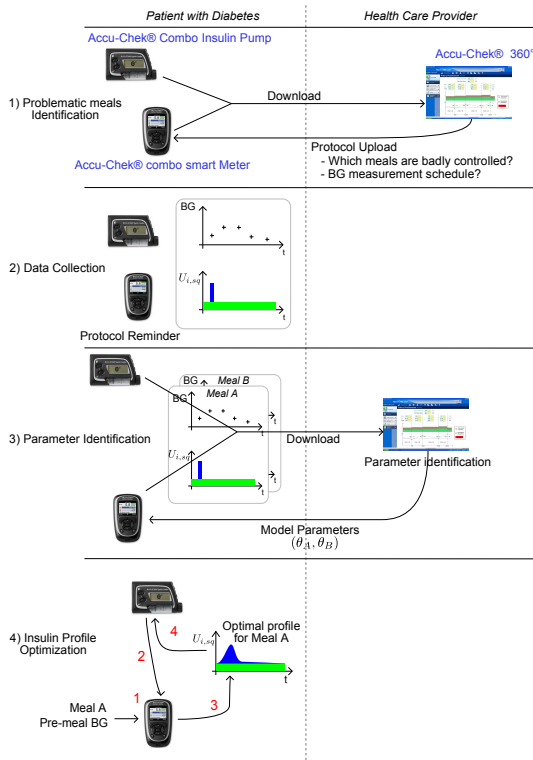 Patient with Diabetes
Health Care Provider
Accu-Chek® Combo Insulin Pump
Accu-Chek® 360°
1) Problematic meals
Identification
Download
Accu-Chek® combo smart Meter
Protocol Upload
- Which meals are badly controlled?
- BG measurement schedule?
BG
t
U_{i,sq}
t
2) Data Collection
Protocol Reminder
BG
Meal B
Meal A
BG
t
U_{i,sq}
t
3) Parameter Identification
Download
Parameter identification
Model Parameters
(θ_A, θ_B)
4) Insulin Profile
Optimization
4
U_{i,sq}
Optimal profile
for Meal A
t
2
1
3
Meal A
Pre-meal BG